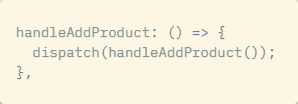 handleAddProduct: () => {
  dispatch(handleAddProduct());
},